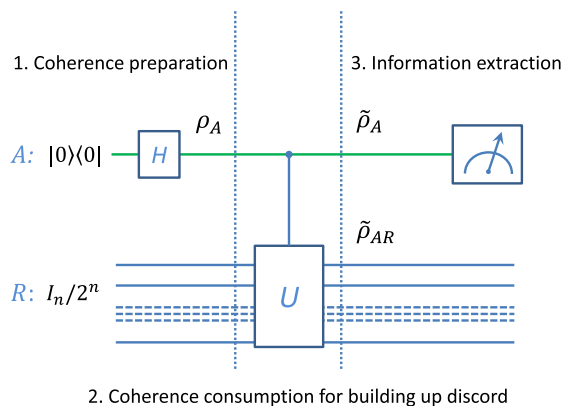 1. Coherence preparation
3. Information extraction
ρ_A
ρ̃_A
A: |0⟩⟨0|
H
ρ̃_AR
R: I_n/2^n
U
2. Coherence consumption for building up discord